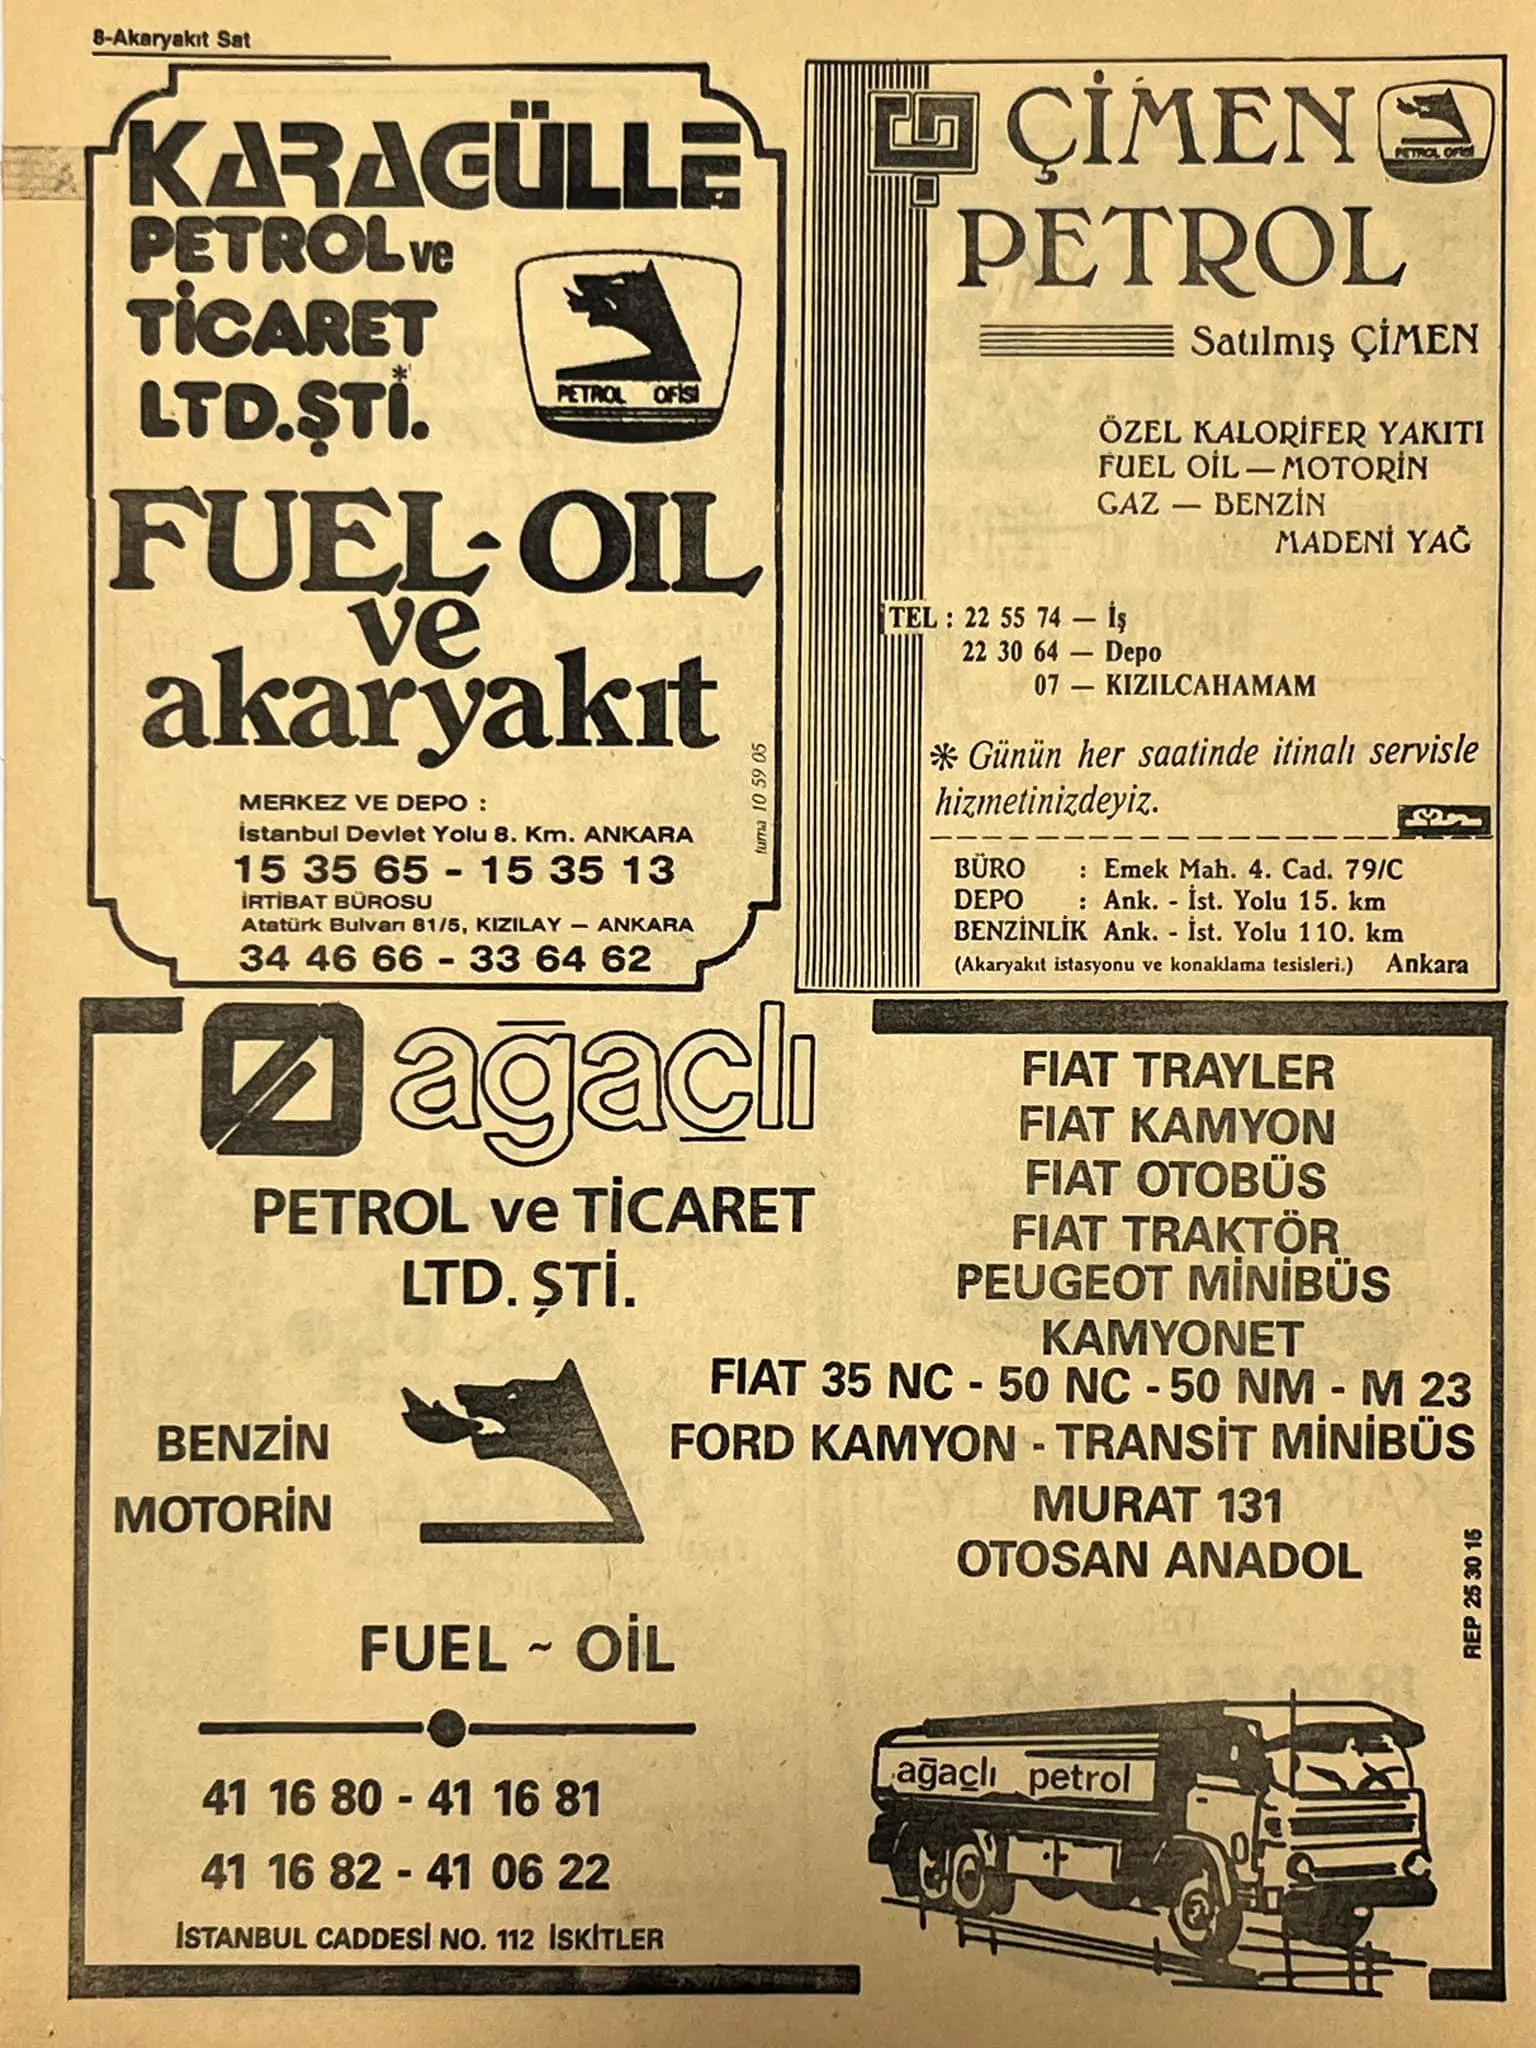 8-Akaryakıt Sat
KARAGÜLLE
PETROL ve
TİCARET
LTD.ŞTİ.
PETROL OFİSİ
FUEL-OIL
ve
akaryakıt
MERKEZ VE DEPO :
İstanbul Devlet Yolu 8. Km. ANKARA
15 35 65 - 15 35 13
İRTİBAT BÜROSU
Atatürk Bulvarı 81/5, KIZILAY – ANKARA
34 46 66 - 33 64 62
tuma 10 59 05
ÇİMEN
PETROL OFİSİ
PETROL
Satılmış ÇİMEN
ÖZEL KALORİFER YAKITI
FUEL OİL — MOTORİN
GAZ — BENZİN
MADENİ YAĞ
TEL : 22 55 74 — İş
22 30 64 — Depo
07 — KIZILCAHAMAM
* Günün her saatinde itinalı servisle
hizmetinizdeyiz.
BÜRO : Emek Mah. 4. Cad. 79/C
DEPO : Ank. - İst. Yolu 15. km
BENZİNLİK Ank. - İst. Yolu 110. km
(Akaryakıt istasyonu ve konaklama tesisleri.) Ankara
ağaçlı
PETROL ve TİCARET
LTD. ŞTİ.
BENZİN
MOTORİN
FUEL ~ OİL
41 16 80 - 41 16 81
41 16 82 - 41 06 22
İSTANBUL CADDESİ NO. 112 İSKİTLER
FIAT TRAYLER
FIAT KAMYON
FIAT OTOBÜS
FIAT TRAKTÖR
PEUGEOT MİNİBÜS
KAMYONET
FIAT 35 NC - 50 NC - 50 NM - M 23
FORD KAMYON - TRANSİT MİNİBÜS
MURAT 131
OTOSAN ANADOL
REP 25 30 15
ağaçlı petrol